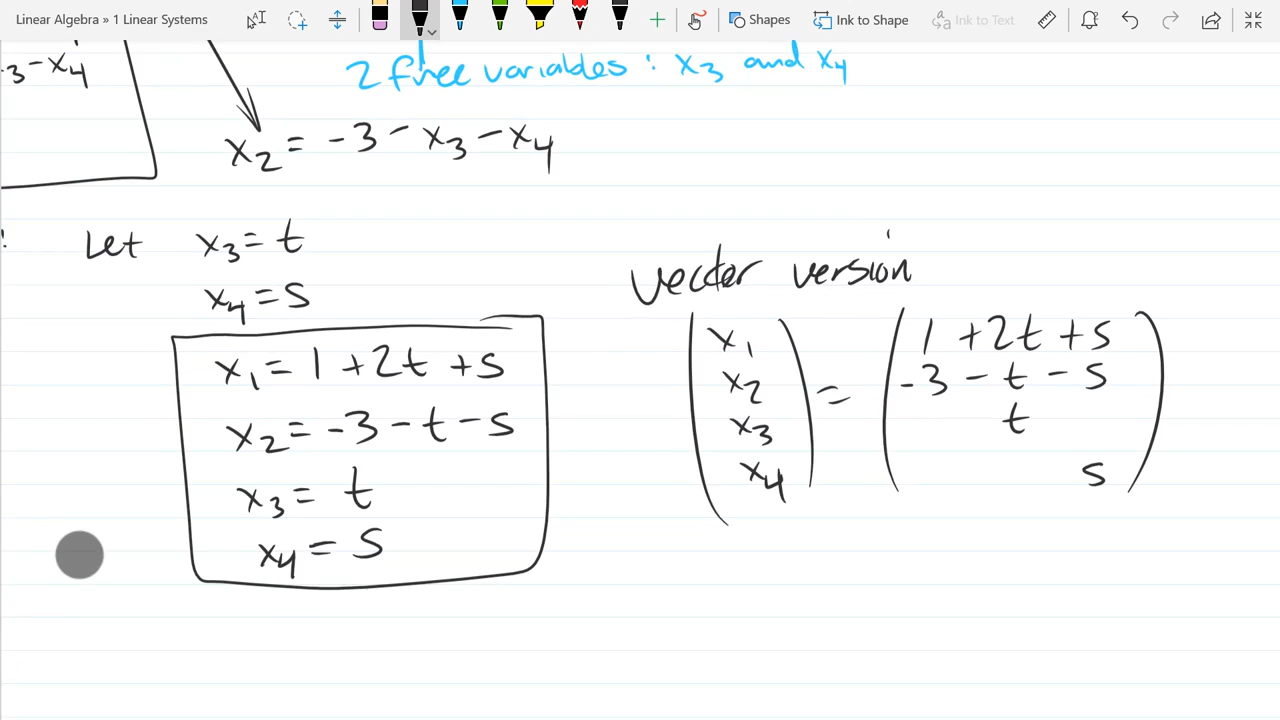 Linear Algebra » 1 Linear Systems
Shapes
Ink to Shape
Ink to Text
3 - x4
2 free variables : x3 and x4
x2 = -3 - x3 - x4
: Let x3 = t
x4 = s
x1 = 1 + 2t + s
x2 = -3 - t - s
x3 = t
x4 = s
vector version
(x1 x2 x3 x4) = (1 + 2t + s
-3 - t - s
t
s)